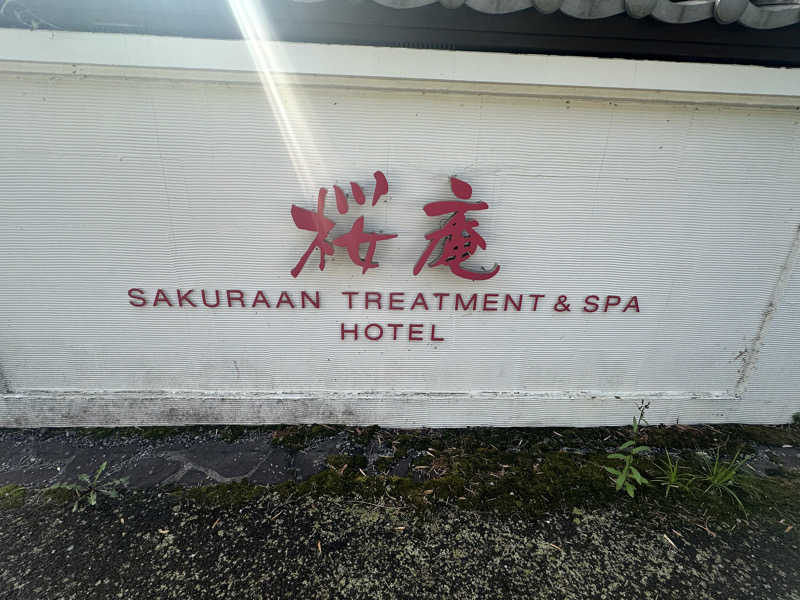 桜庵
SAKURAAN TREATMENT & SPA
HOTEL